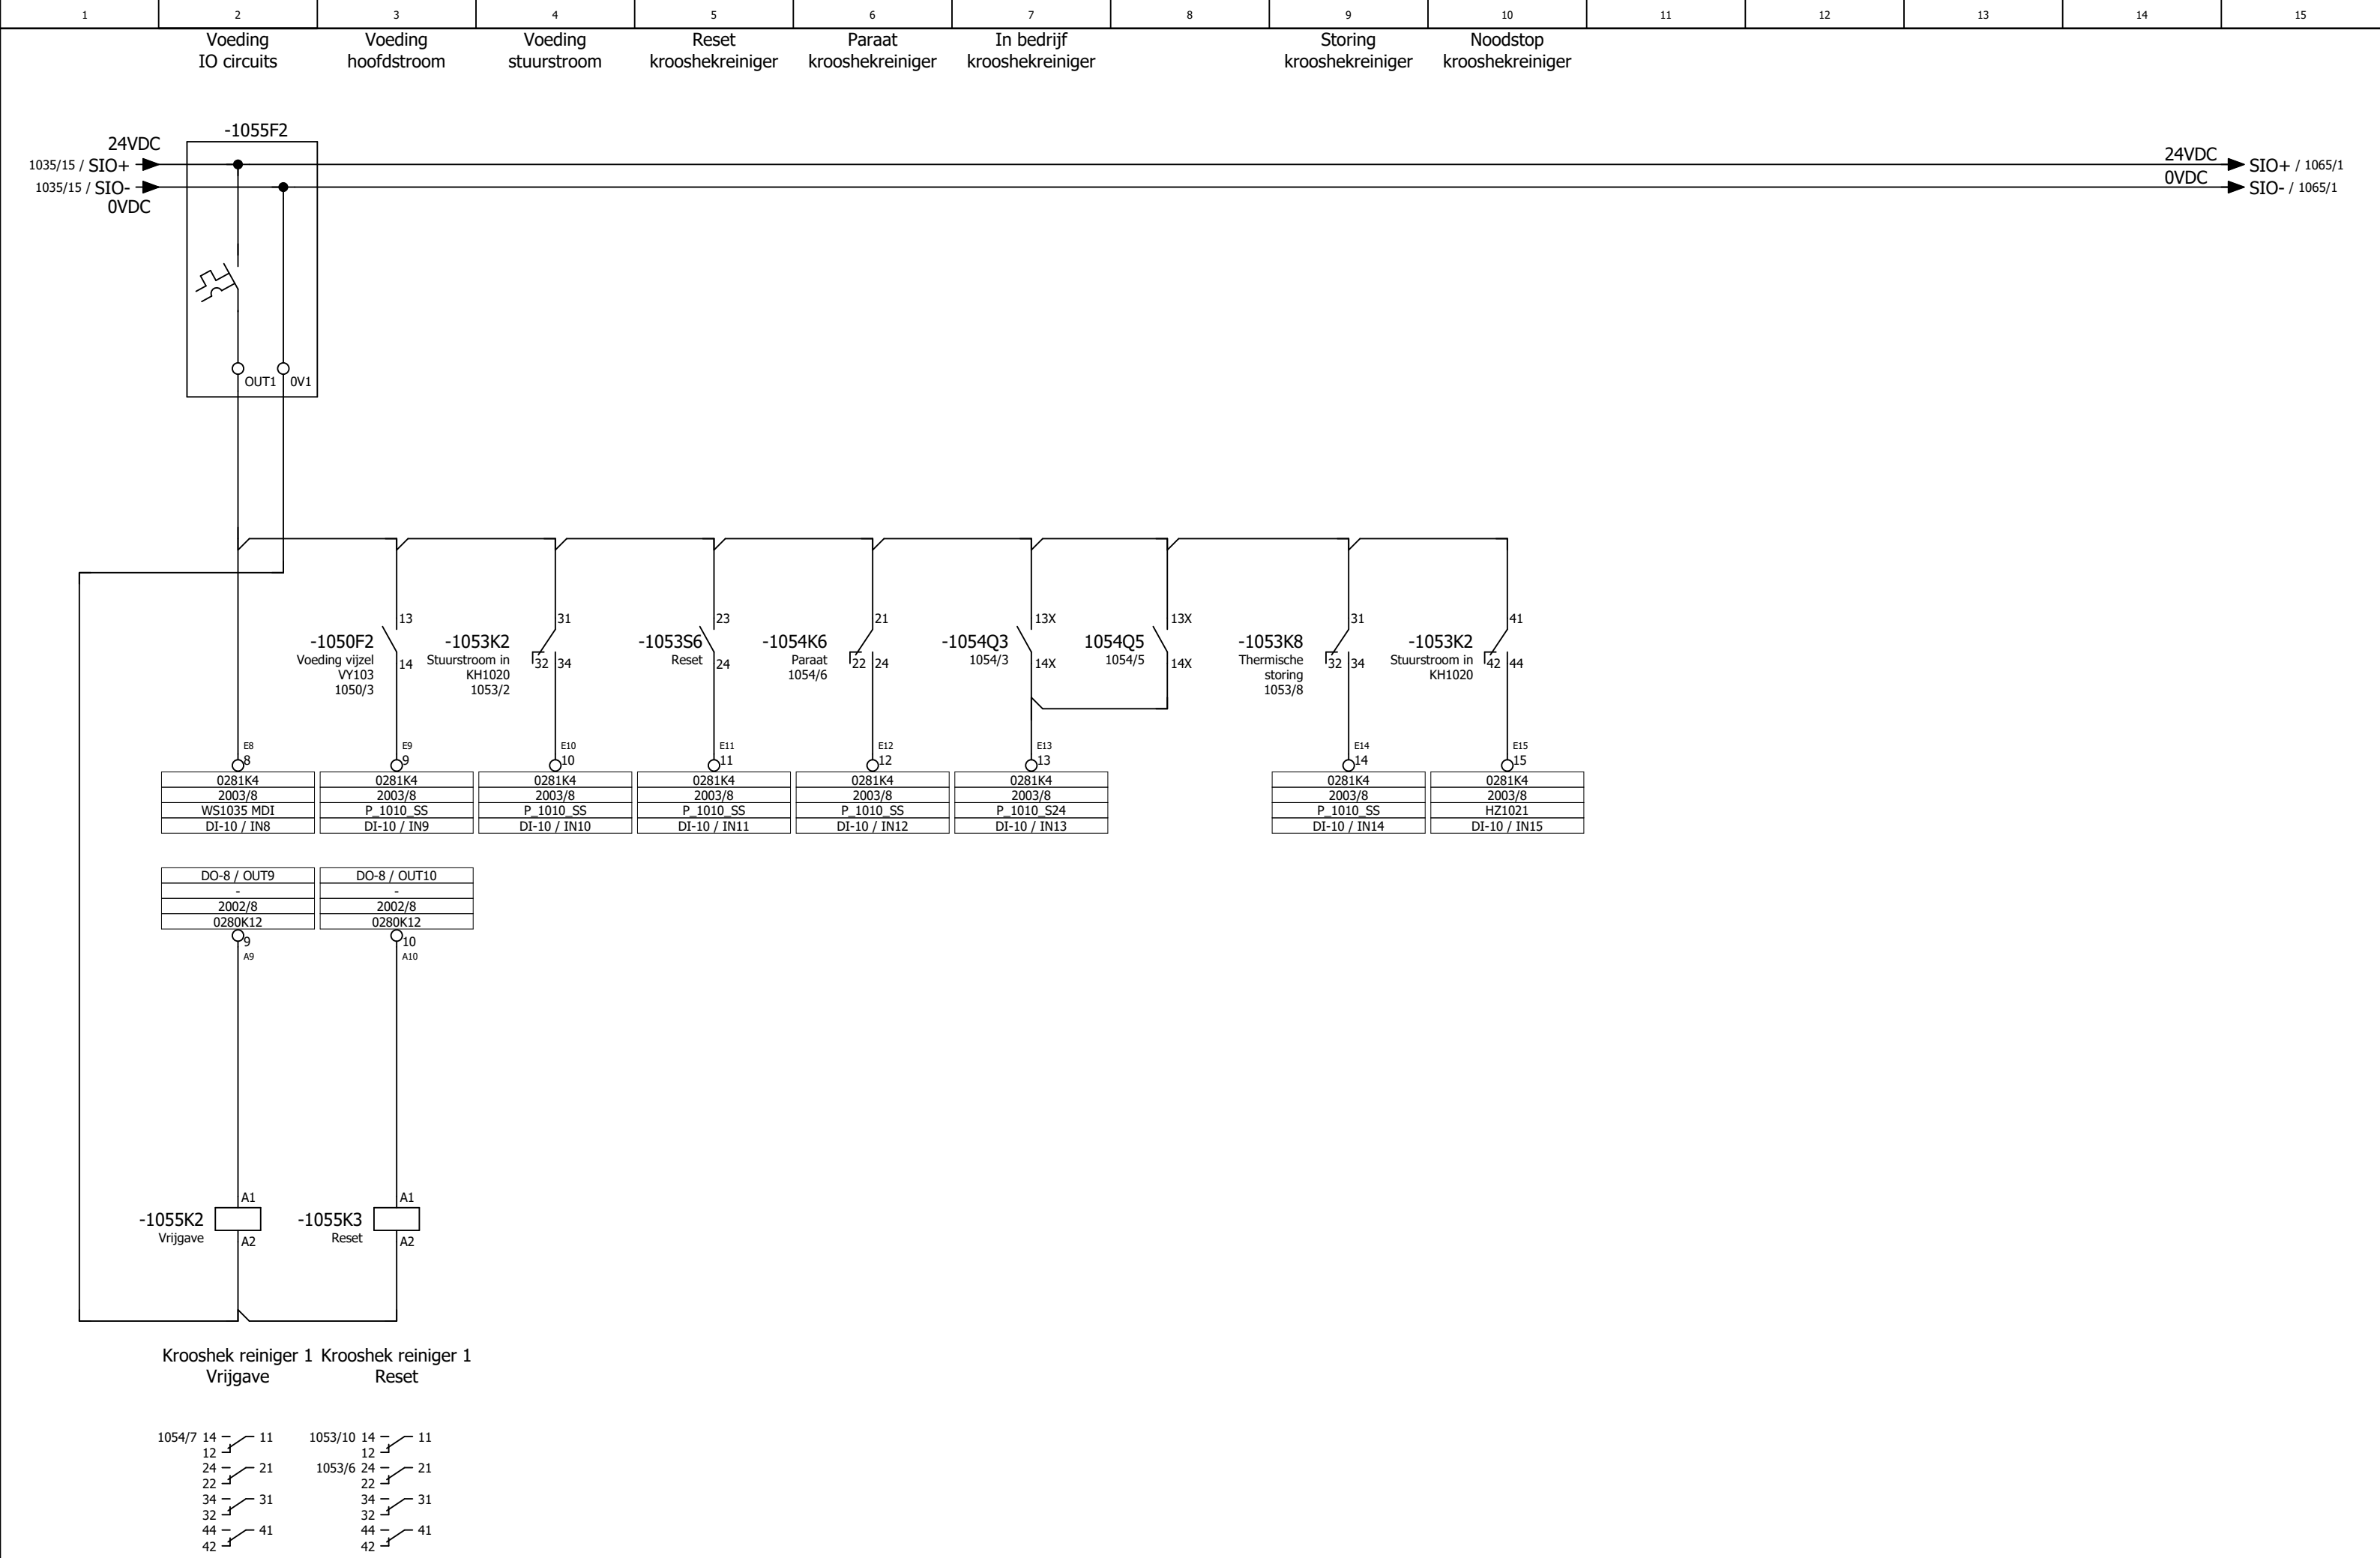 1 2 3 4 5 6 7 8 9 10 11 12 13 14 15
Voeding Voeding Voeding Reset Paraat In bedrijf Storing Noodstop
IO circuits hoofdstroom stuurstroom krooshekreiniger krooshekreiniger krooshekreiniger krooshekreiniger krooshekreiniger
-1055F2
24VDC
1035/15 / SIO+
1035/15 / SIO-
0VDC
24VDC SIO+ / 1065/1
0VDC SIO- / 1065/1
OUT1 0V1
13 31 23 21 13X 13X 31 41
-1050F2 -1053K2 -1053S6 -1054K6 -1054Q3 1054Q5 -1053K8 -1053K2
Voeding vijzel Stuurstroom in Reset Paraat 1054/3 1054/5 Thermische Stuurstroom in
14 32 34 24 22 24 14X 14X 32 34 42 44
VY103 KH1020 1054/6 storing KH1020
1050/3 1053/2 1053/8
E8 E9 E10 E11 E12 E13 E14 E15
8 9 10 11 12 13 14 15
0281K4 0281K4 0281K4 0281K4 0281K4 0281K4 0281K4 0281K4
2003/8 2003/8 2003/8 2003/8 2003/8 2003/8 2003/8 2003/8
WS1035 MDI P_1010_SS P_1010_SS P_1010_SS P_1010_SS P_1010_S24 P_1010_SS HZ1021
DI-10 / IN8 DI-10 / IN9 DI-10 / IN10 DI-10 / IN11 DI-10 / IN12 DI-10 / IN13 DI-10 / IN14 DI-10 / IN15
DO-8 / OUT9 DO-8 / OUT10
- -
2002/8 2002/8
0280K12 0280K12
9 10
A9 A10
A1 A1
-1055K2 -1055K3
Vrijgave Reset
A2 A2
Krooshek reiniger 1 Krooshek reiniger 1
Vrijgave Reset
1054/7 14 11 1053/10 14 11
12 12
24 21 1053/6 24 21
22 22
34 31 34 31
32 32
44 41 44 41
42 42